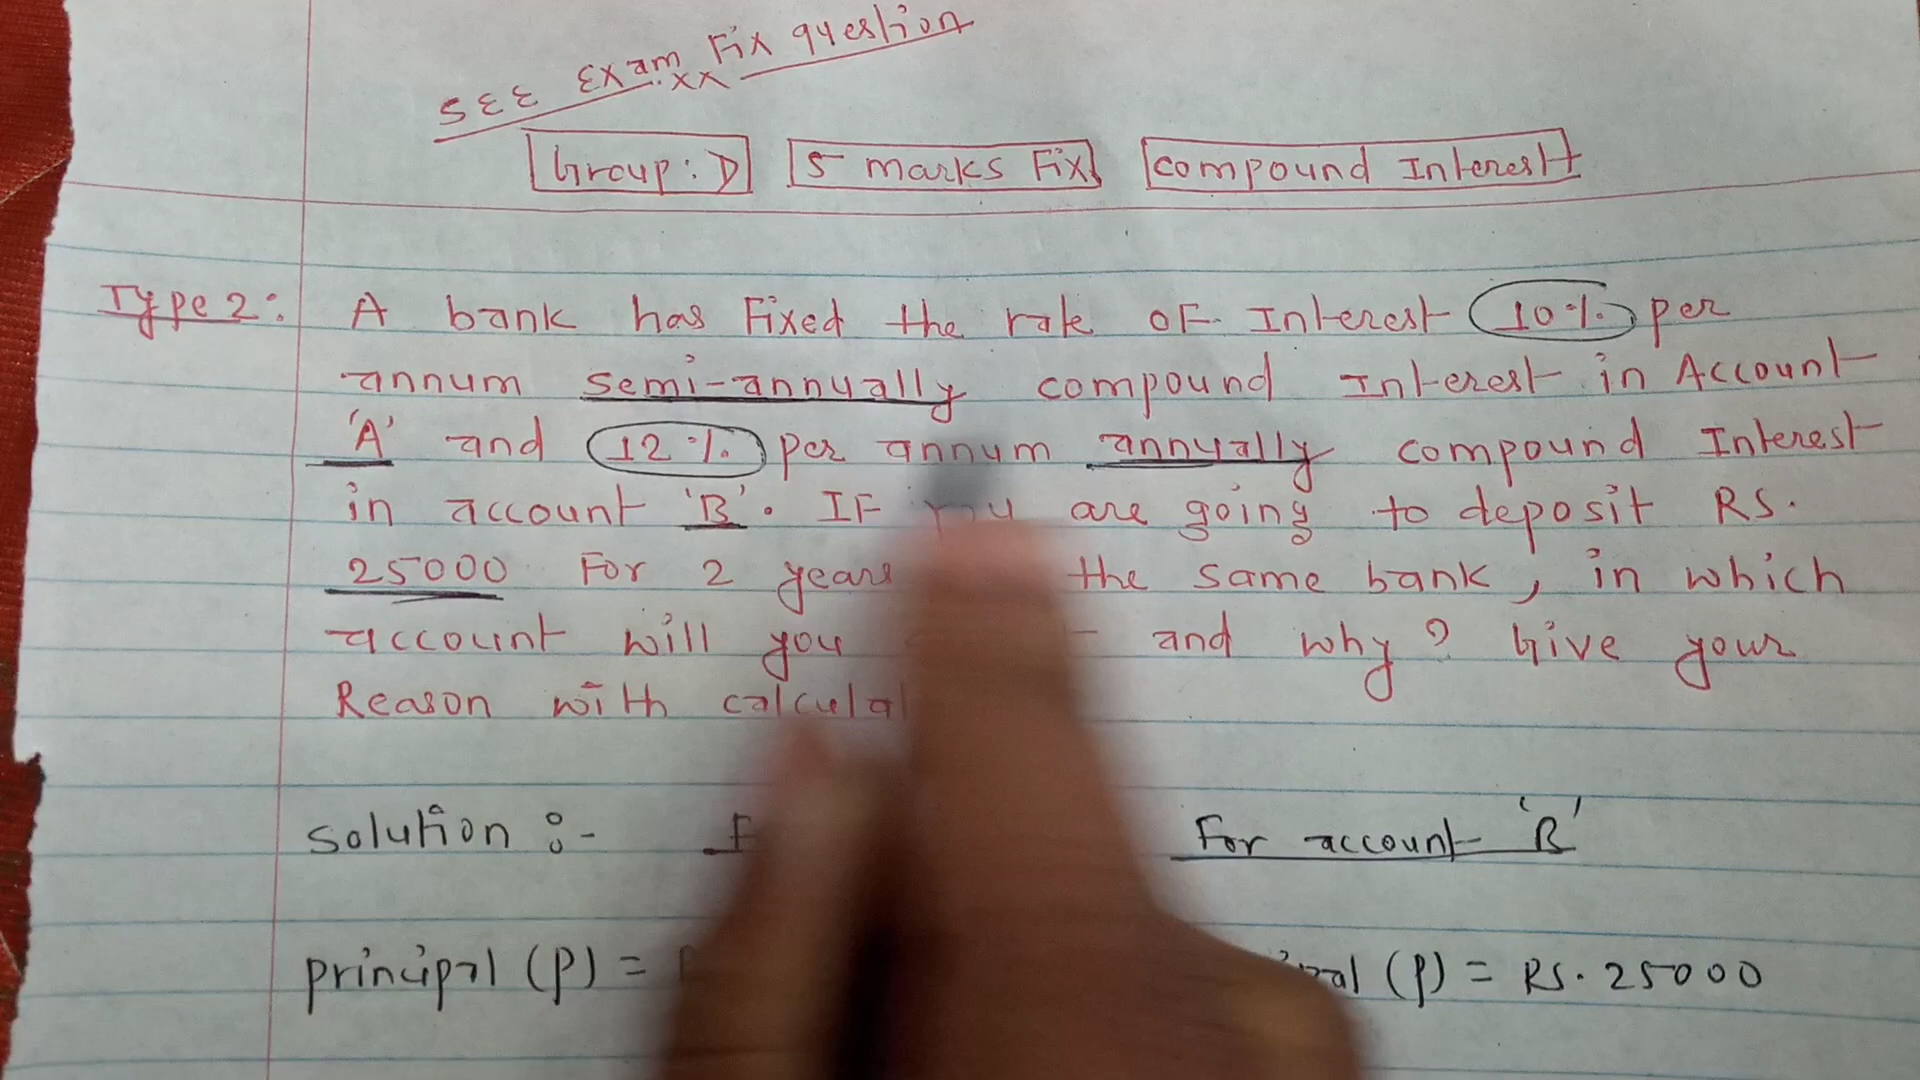 SEE Exam Fix question
xx
Group: D 5 marks Fix compound Interest
Type 2: A bank has Fixed the rate OF Interest 10% per
annum semi-annually compound Interest in Account
'A' and 12% per annum annually compound Interest
in account 'B'. IF are going to deposit RS.
25000 For 2 years the same bank, in which
account will you and why? Give your
Reason with
solution :- For account 'B'
principal (p) = (p) = RS. 25000